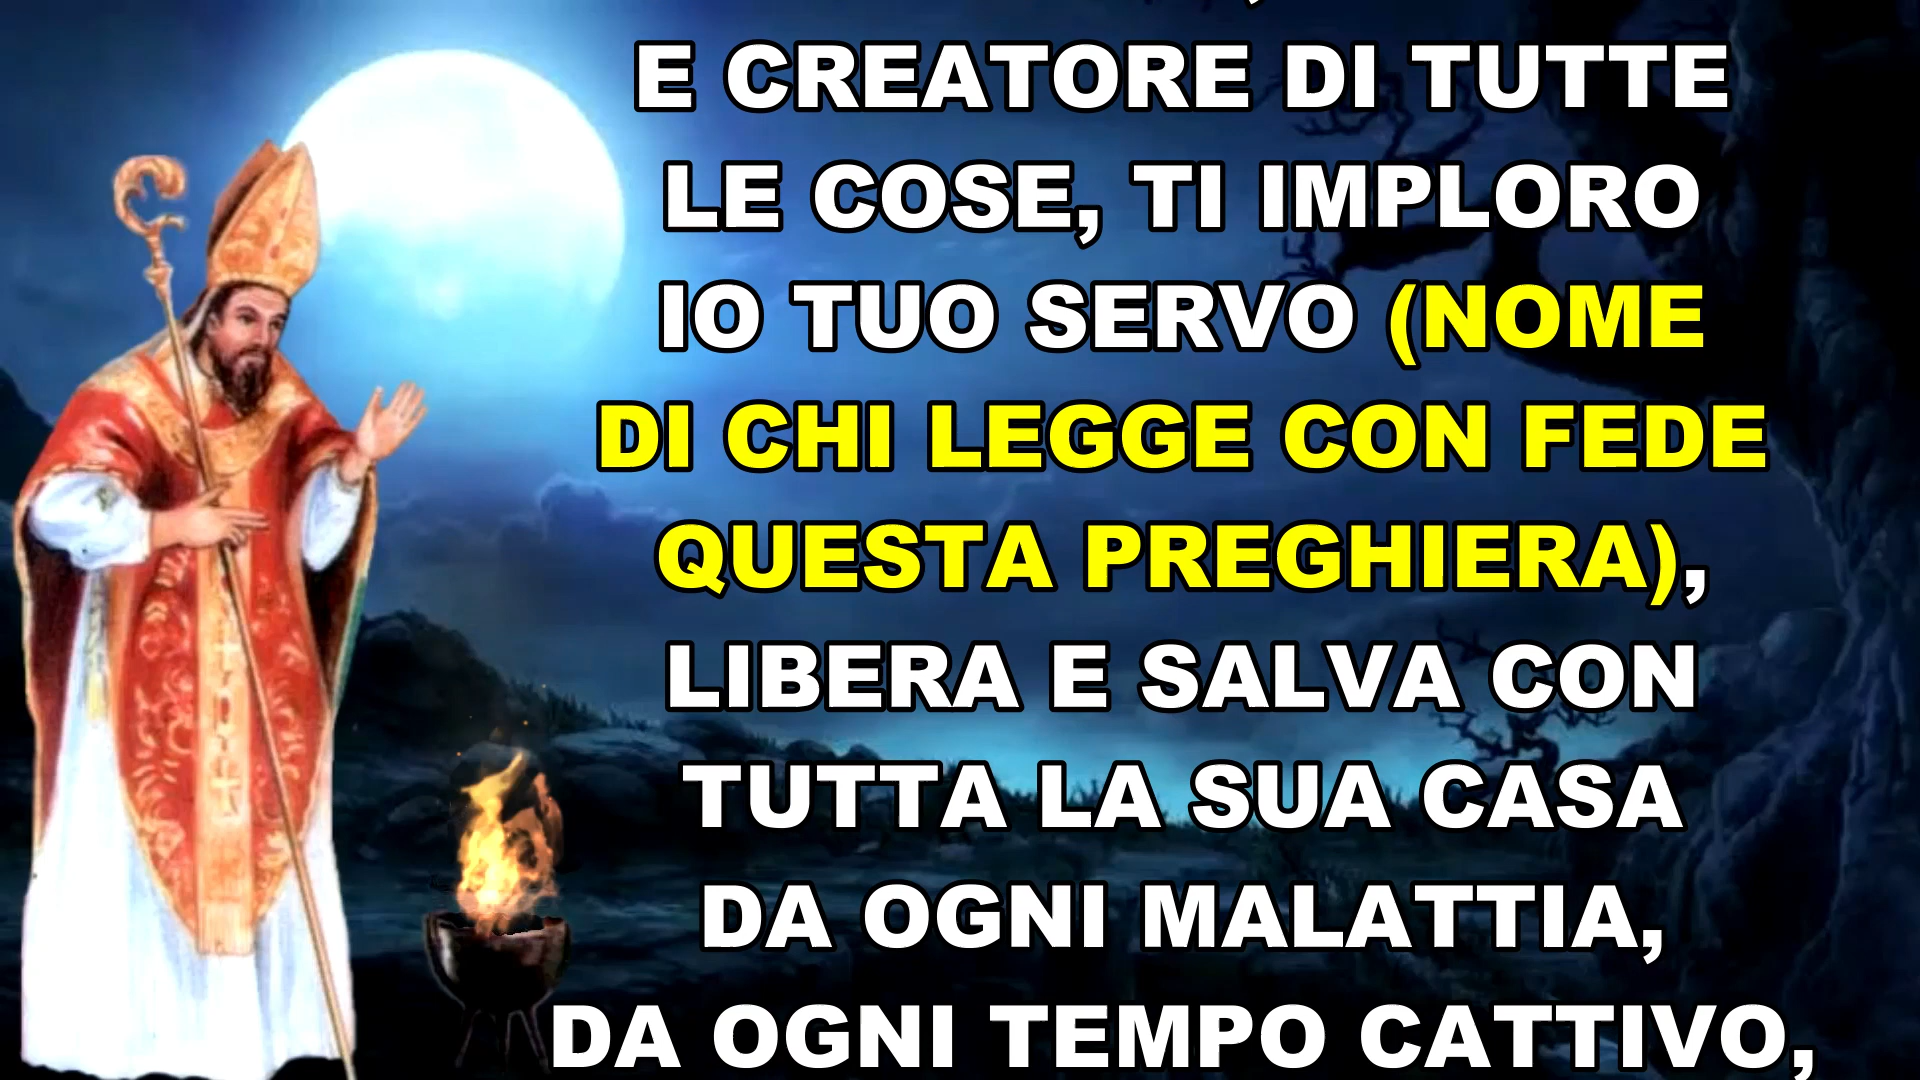 E CREATORE DI TUTTE
LE COSE, TI IMPLORO
IO TUO SERVO (NOME
DI CHI LEGGE CON FEDE
QUESTA PREGHIERA),
LIBERA E SALVA CON
TUTTA LA SUA CASA
DA OGNI MALATTIA,
DA OGNI TEMPO CATTIVO,